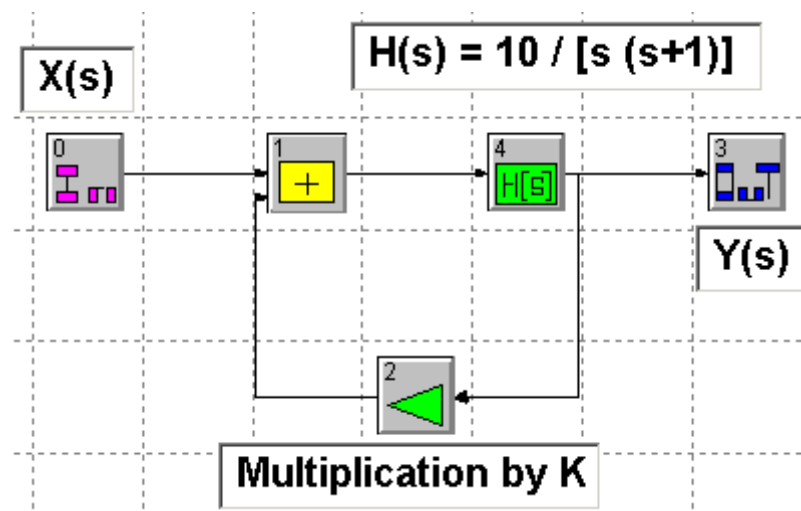 H(s) = 10 / [s (s+1)]
X(s)
0
1
+
4
H[s]
3
Y(s)
2
Multiplication by K